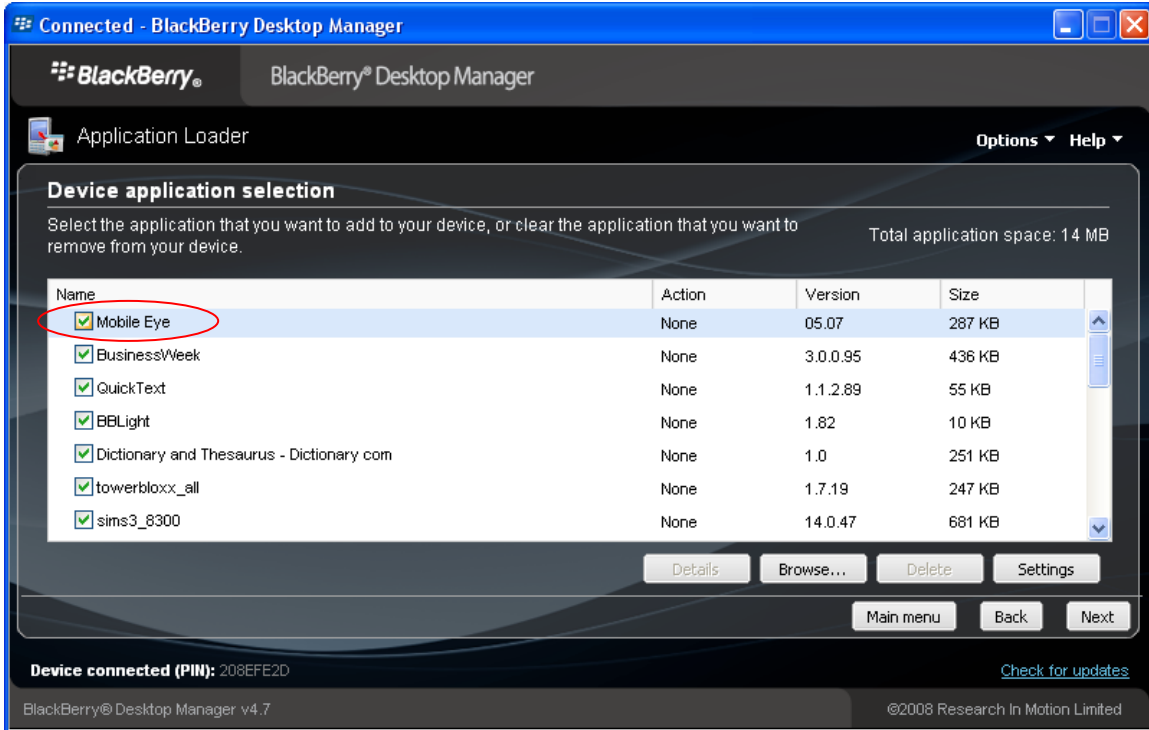 Connected - BlackBerry Desktop Manager
BlackBerry® BlackBerry® Desktop Manager
Application Loader Options Help
Device application selection
Select the application that you want to add to your device, or clear the application that you want to
remove from your device.
Total application space: 14 MB
Name Action Version Size
Mobile Eye None 05.07 287 KB
BusinessWeek None 3.0.0.95 436 KB
QuickText None 1.1.2.89 55 KB
BBLight None 1.82 10 KB
Dictionary and Thesaurus - Dictionary com None 1.0 251 KB
towerbloxx_all None 1.7.19 247 KB
sims3_8300 None 14.0.47 681 KB
Details Browse... Delete Settings
Main menu Back Next
Device connected (PIN): 208EFE2D Check for updates
BlackBerry® Desktop Manager v4.7 ©2008 Research In Motion Limited